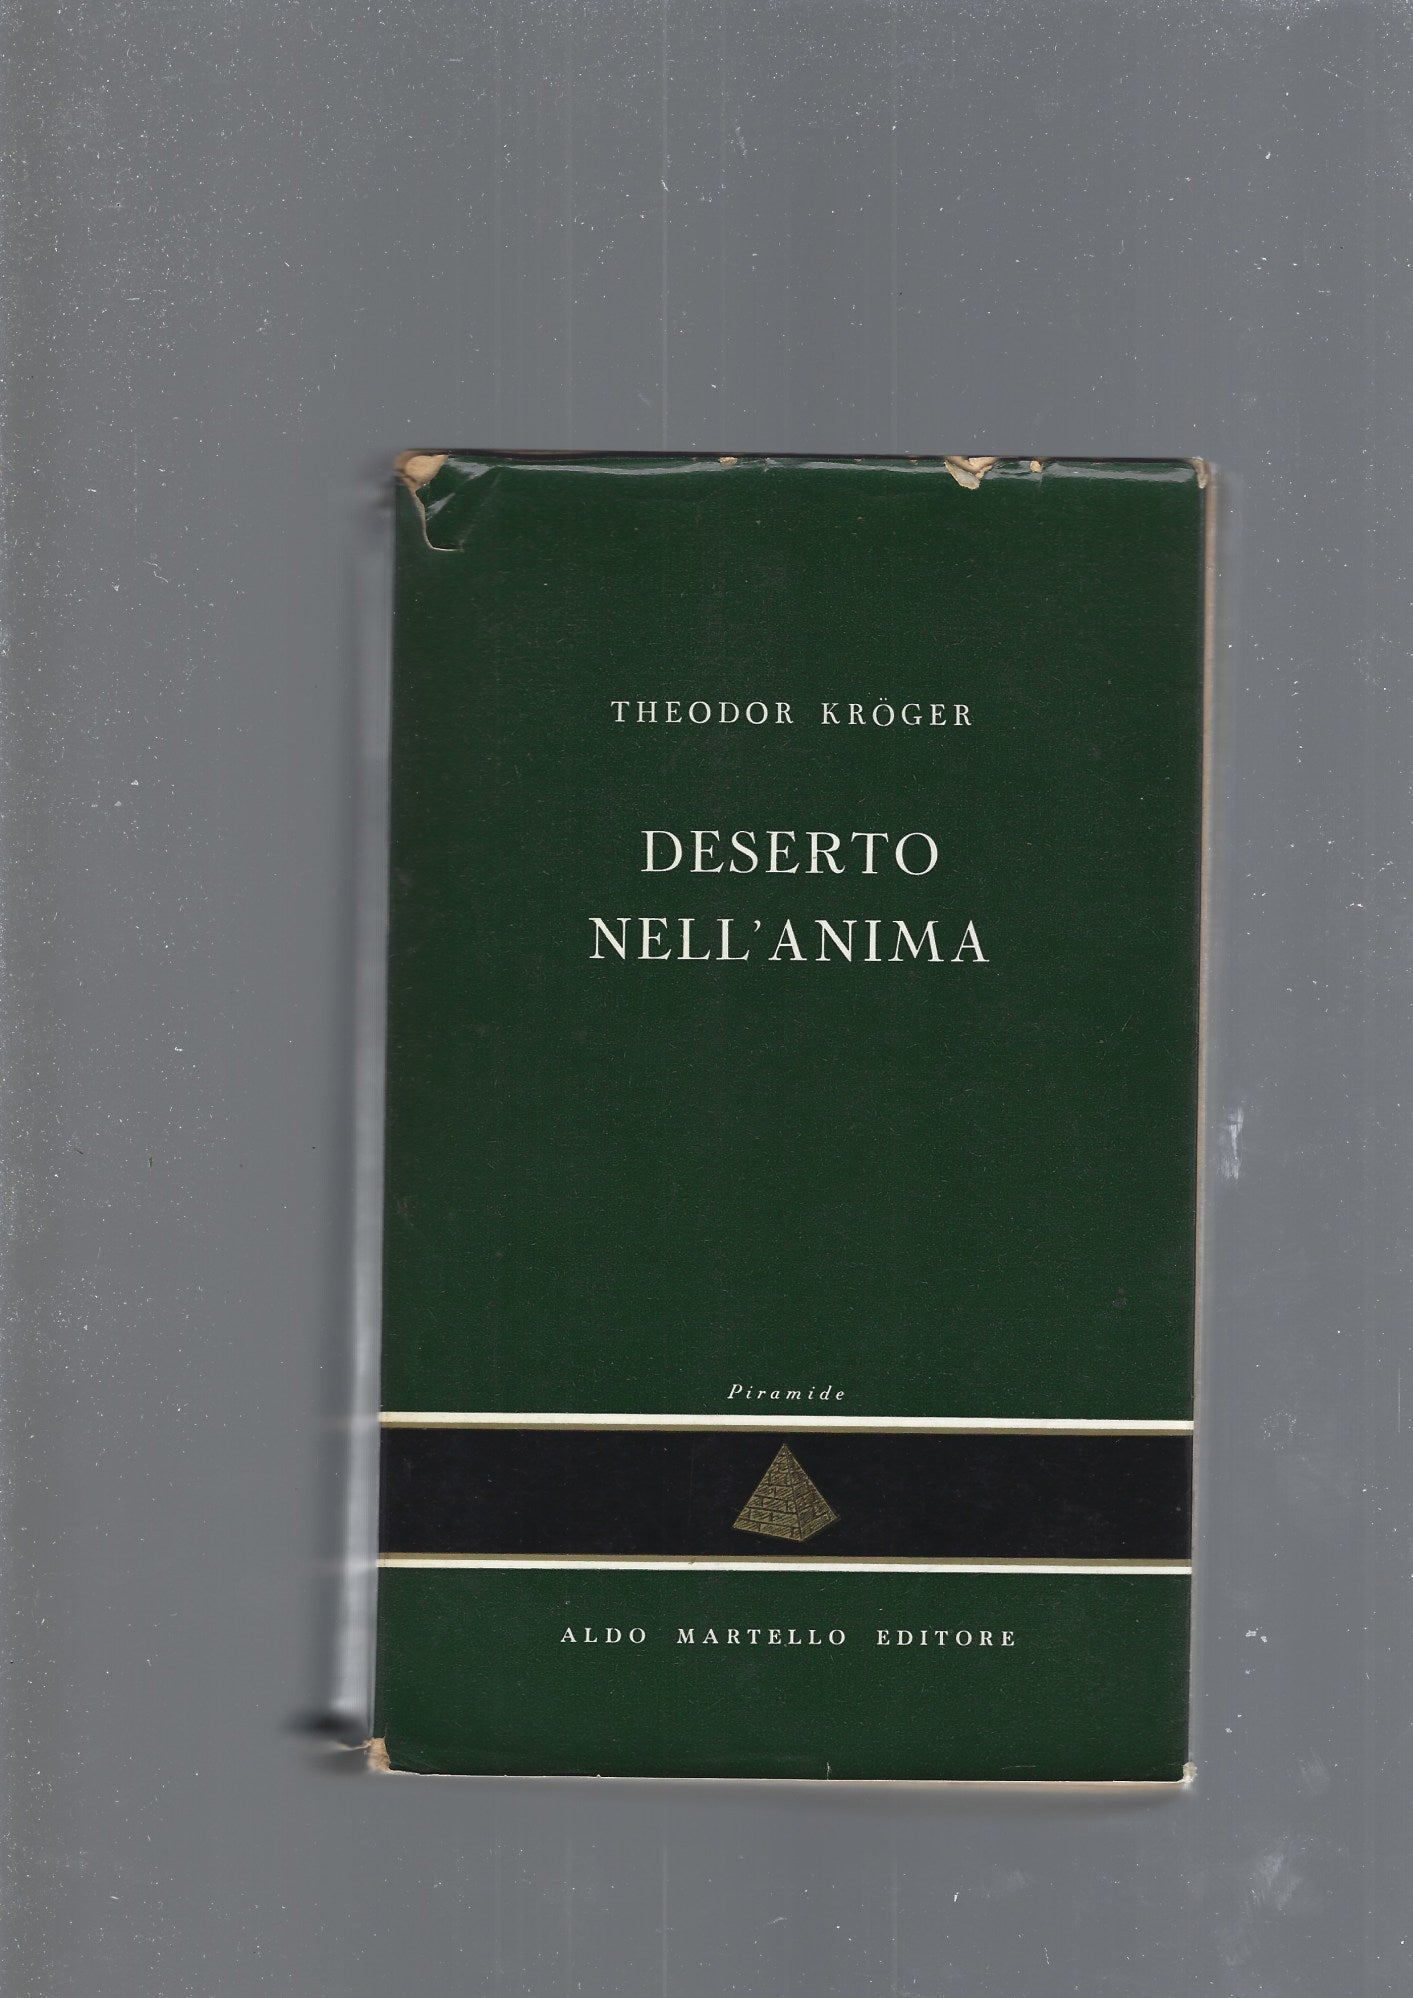 THEODOR KRÖGER
DESERTO
NELL'ANIMA
Piramide
ALDO MARTELLO EDITORE